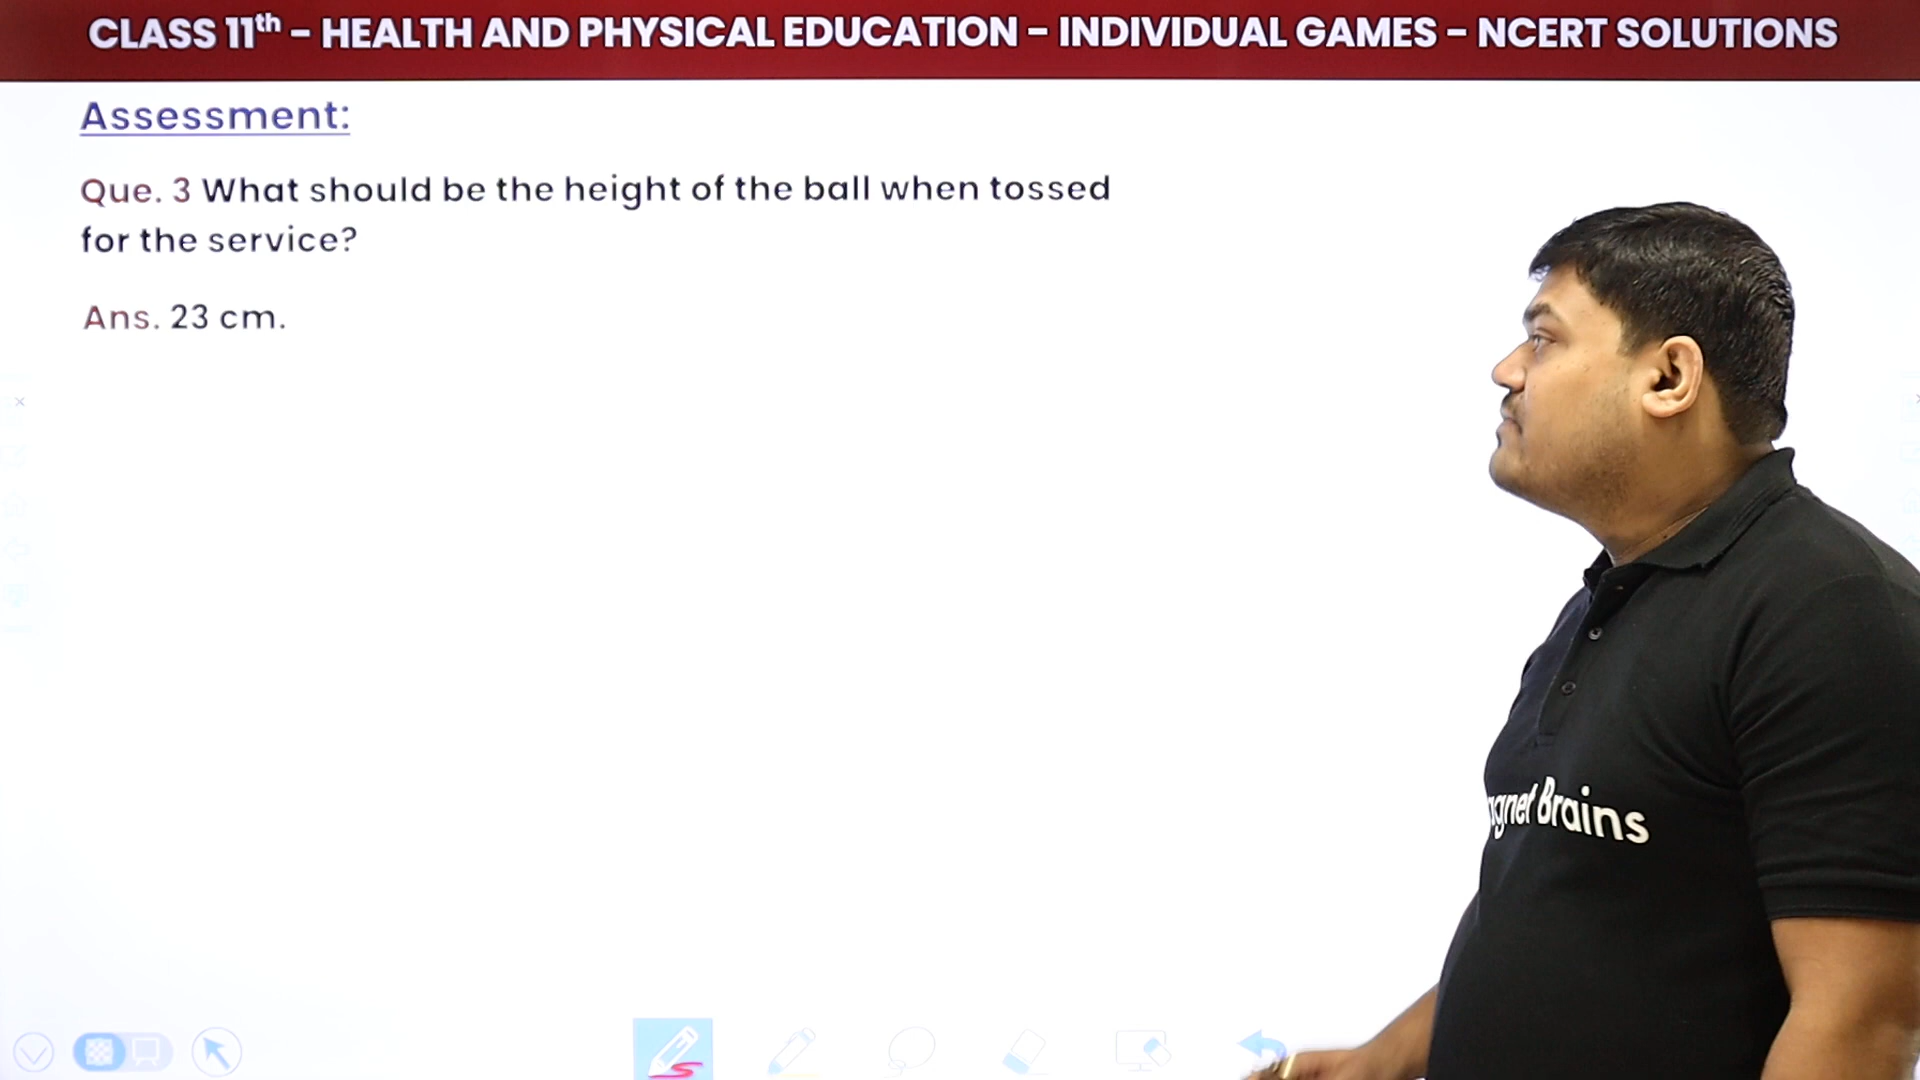 CLASS 11th – HEALTH AND PHYSICAL EDUCATION – INDIVIDUAL GAMES – NCERT SOLUTIONS
Assessment:
Que. 3 What should be the height of the ball when tossed
for the service?
Ans. 23 cm.
Brains